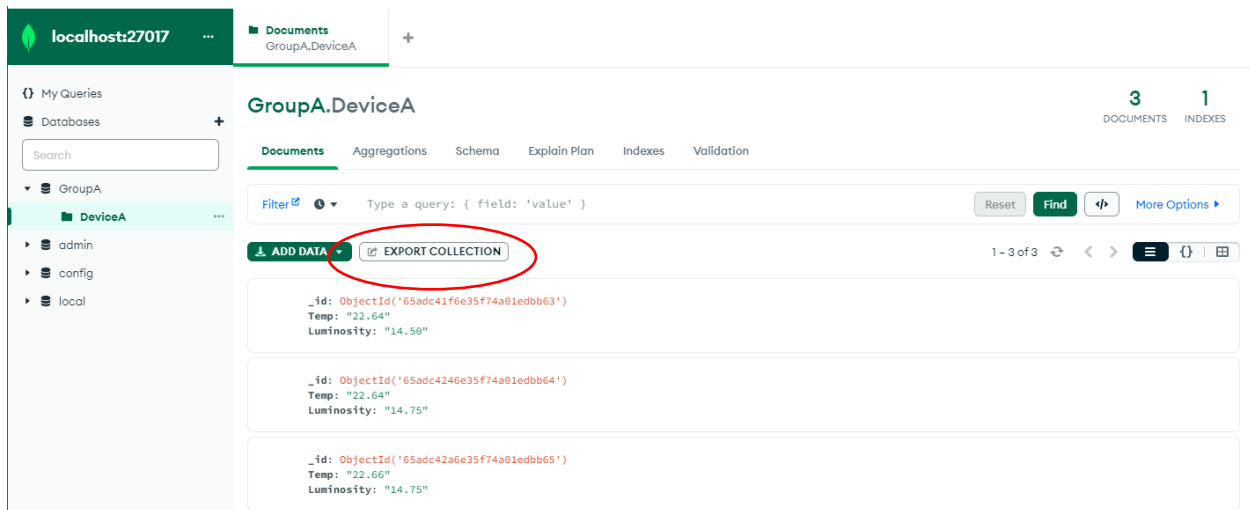 localhost:27017 ...
Documents
GroupA.DeviceA
+
{} My Queries
Databases +
Search
GroupA
DeviceA ...
admin
config
local
GroupA.DeviceA
3 1
DOCUMENTS INDEXES
Documents Aggregations Schema Explain Plan Indexes Validation
Filter Type a query: { field: 'value' } Reset Find </> More Options
ADD DATA EXPORT COLLECTION 1 – 3 of 3 < > {}
_id: ObjectId('65adc41f6e35f74a01edbb63')
Temp: "22.64"
Luminosity: "14.50"
_id: ObjectId('65adc4246e35f74a01edbb64')
Temp: "22.64"
Luminosity: "14.75"
_id: ObjectId('65adc42a6e35f74a01edbb65')
Temp: "22.66"
Luminosity: "14.75"